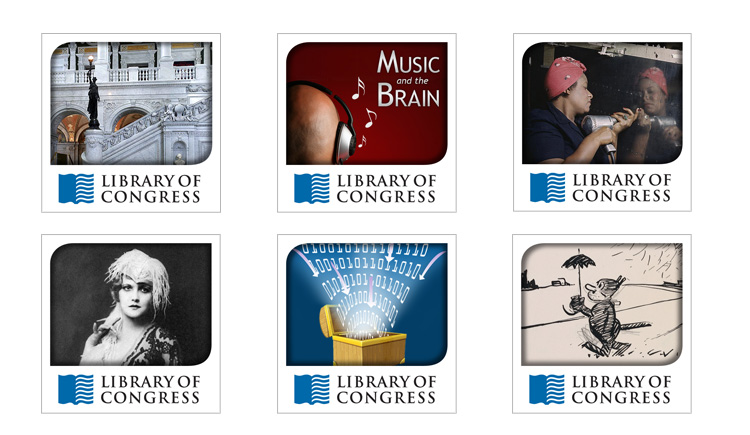 LIBRARY OF
CONGRESS
MUSIC
and the
BRAIN
LIBRARY OF
CONGRESS
LIBRARY OF
CONGRESS
LIBRARY OF
CONGRESS
LIBRARY OF
CONGRESS
LIBRARY OF
CONGRESS